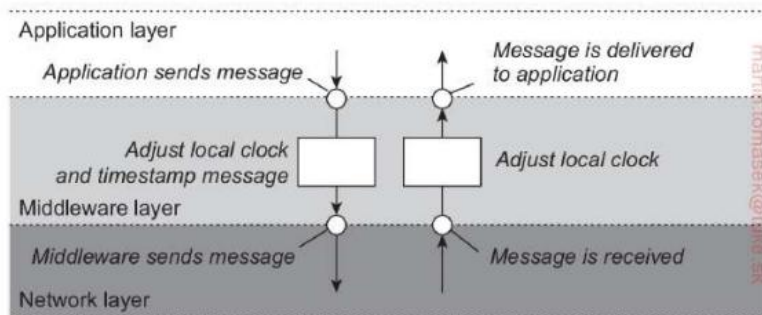 Application layer
Application sends message
Message is delivered
to application
Adjust local clock
and timestamp message
Adjust local clock
Middleware layer
Middleware sends message
Message is received
Network layer